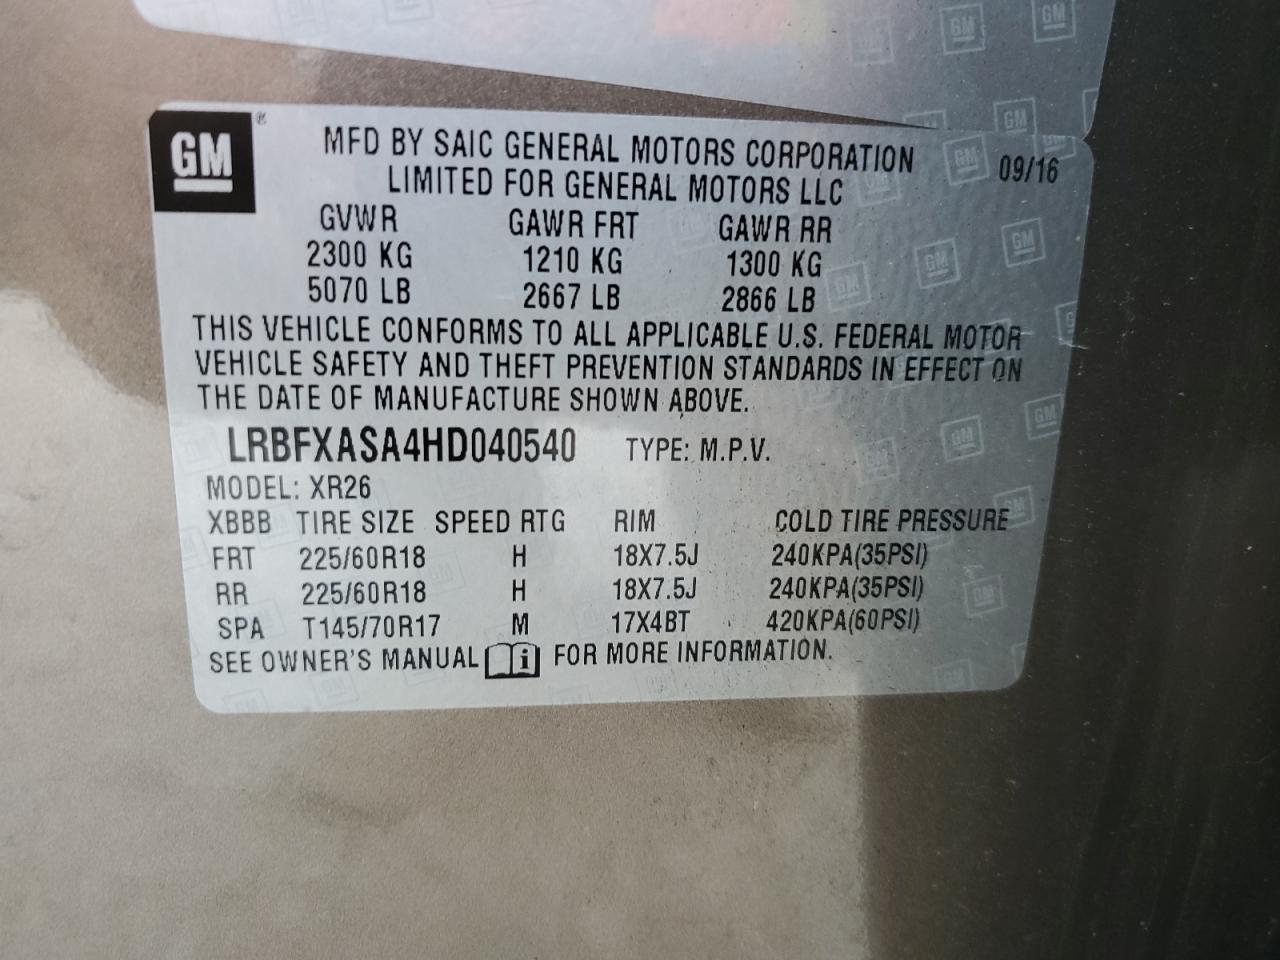 GM ® MFD BY SAIC GENERAL MOTORS CORPORATION 09/16
LIMITED FOR GENERAL MOTORS LLC
GVWR GAWR FRT GAWR RR
2300 KG 1210 KG 1300 KG
5070 LB 2667 LB 2866 LB
THIS VEHICLE CONFORMS TO ALL APPLICABLE U.S. FEDERAL MOTOR
VEHICLE SAFETY AND THEFT PREVENTION STANDARDS IN EFFECT ON
THE DATE OF MANUFACTURE SHOWN ABOVE.
LRBFXASA4HD040540 TYPE: M.P.V.
MODEL: XR26
XBBB TIRE SIZE SPEED RTG RIM COLD TIRE PRESSURE
FRT 225/60R18 H 18X7.5J 240KPA(35PSI)
RR 225/60R18 H 18X7.5J 240KPA(35PSI)
SPA T145/70R17 M 17X4BT 420KPA(60PSI)
SEE OWNER'S MANUAL i FOR MORE INFORMATION.